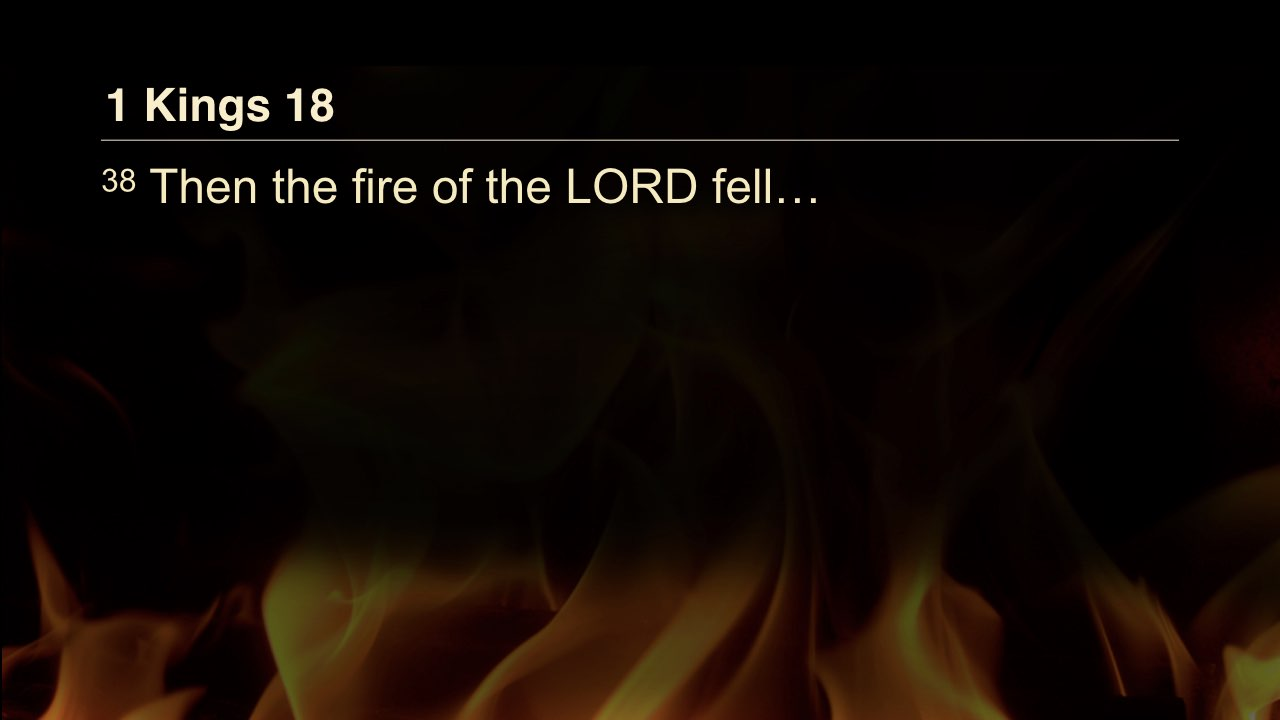 1 Kings 18
38 Then the fire of the LORD fell…